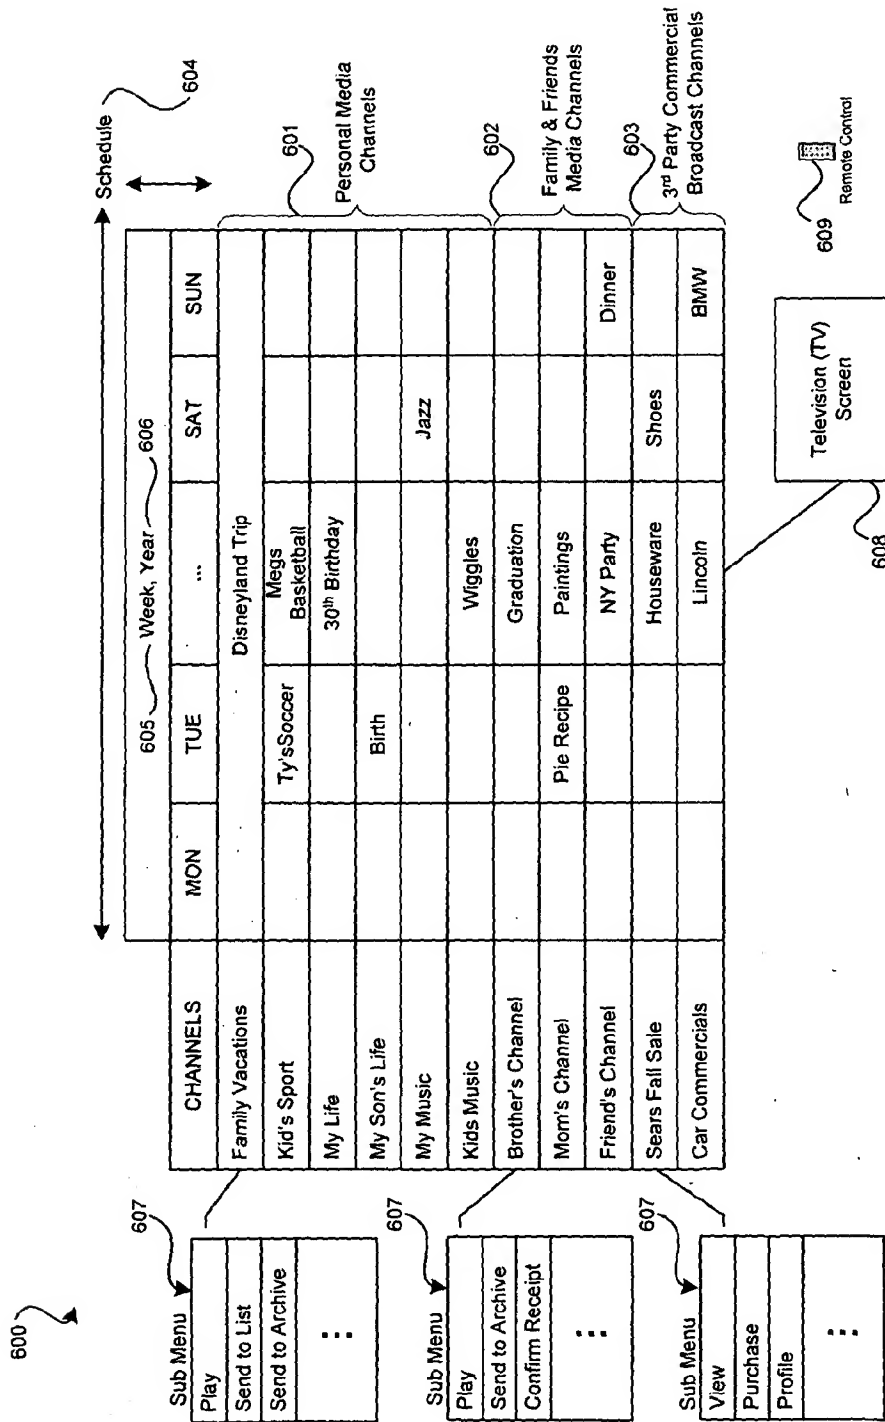 600
Schedule
604
605
Week, Year
606
CHANNELS
MON
TUE
...
SAT
SUN
Family Vacations
Disneyland Trip
Kid's Sport
Ty'sSoccer
Megs
Basketball
My Life
30th Birthday
My Son's Life
Birth
My Music
Jazz
Kids Music
Wiggles
Brother's Channel
Graduation
Mom's Channel
Pie Recipe
Paintings
Friend's Channel
NY Party
Dinner
Sears Fall Sale
Houseware
Shoes
Car Commercials
Lincoln
BMW
601
Personal Media
Channels
602
Family & Friends
Media Channels
603
3rd Party Commercial
Broadcast Channels
607
Sub Menu
Play
Send to List
Send to Archive
607
Sub Menu
Play
Send to Archive
Confirm Receipt
607
Sub Menu
View
Purchase
Profile
608
Television (TV)
Screen
609
Remote Control